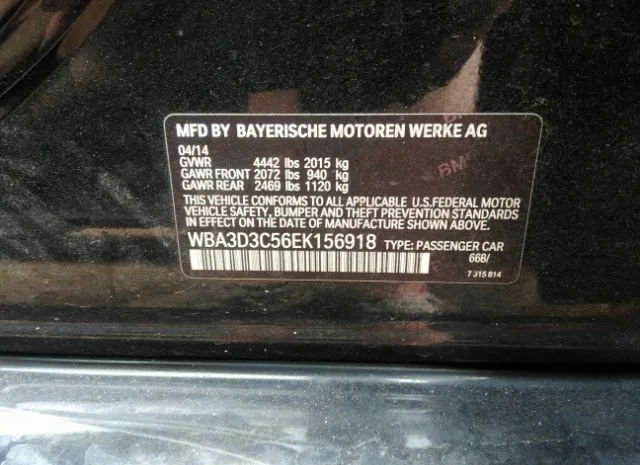 MFD BY BAYERISCHE MOTOREN WERKE AG
04/14
GVWR 4442 lbs 2015 kg
GAWR FRONT 2072 lbs 940 kg
GAWR REAR 2469 lbs 1120 kg
THIS VEHICLE CONFORMS TO ALL APPLICABLE U.S.FEDERAL MOTOR
VEHICLE SAFETY, BUMPER AND THEFT PREVENTION STANDARDS
IN EFFECT ON THE DATE OF MANUFACTURE SHOWN ABOVE.
WBA3D3C56EK156918 TYPE: PASSENGER CAR
668/
7 315 814